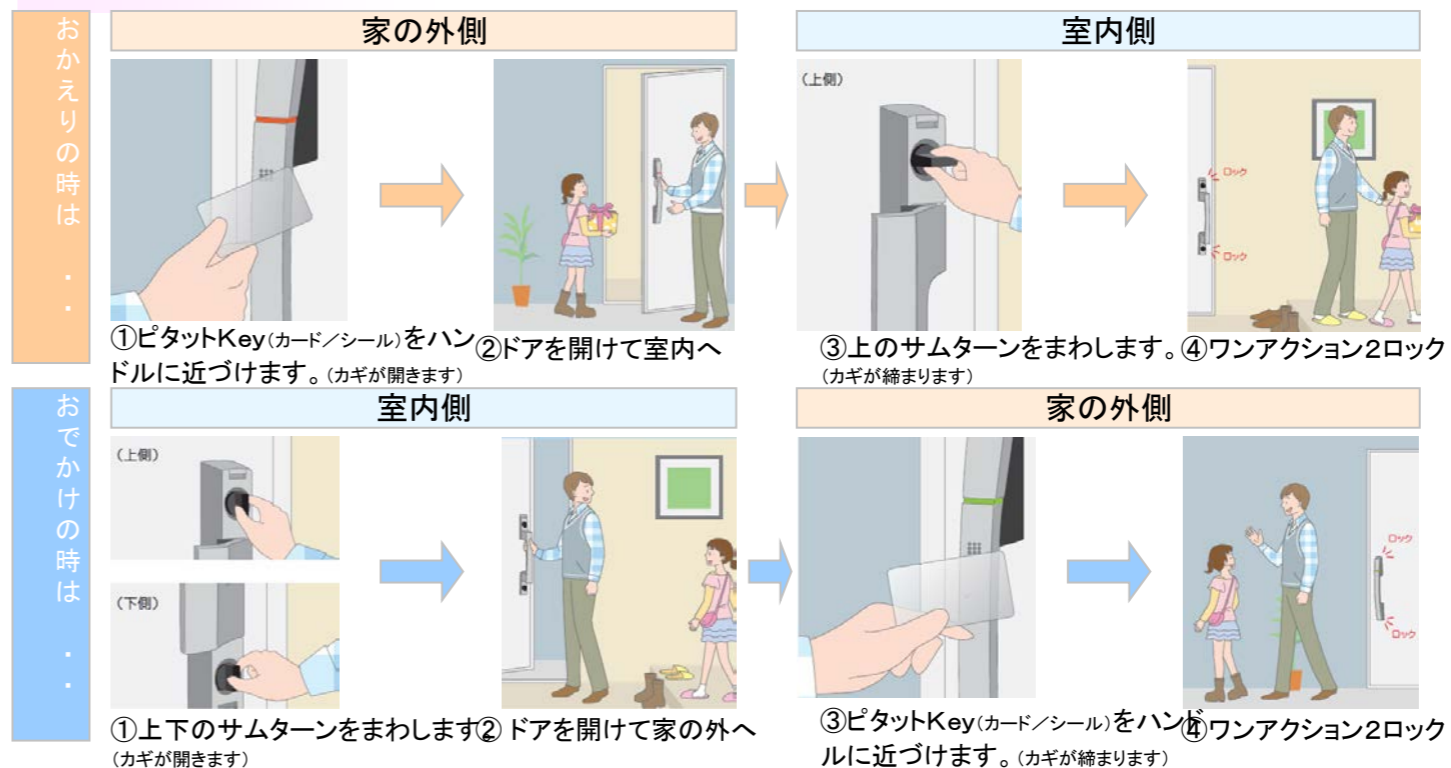 おかえりの時は ・・
家の外側
室内側
(上側)
ロック
ロック
①ピタットKey(カード/シール)をハン
ドルに近づけます。(カギが開きます)
②ドアを開けて室内へ
③上のサムターンをまわします。
(カギが締まります)
④ワンアクション2ロック
おでかけの時は ・・
室内側
家の外側
(上側)
(下側)
ロック
ロック
①上下のサムターンをまわします。
(カギが開きます)
②ドアを開けて家の外へ
③ピタットKey(カード/シール)をハンド
ルに近づけます。(カギが締まります)
④ワンアクション2ロック